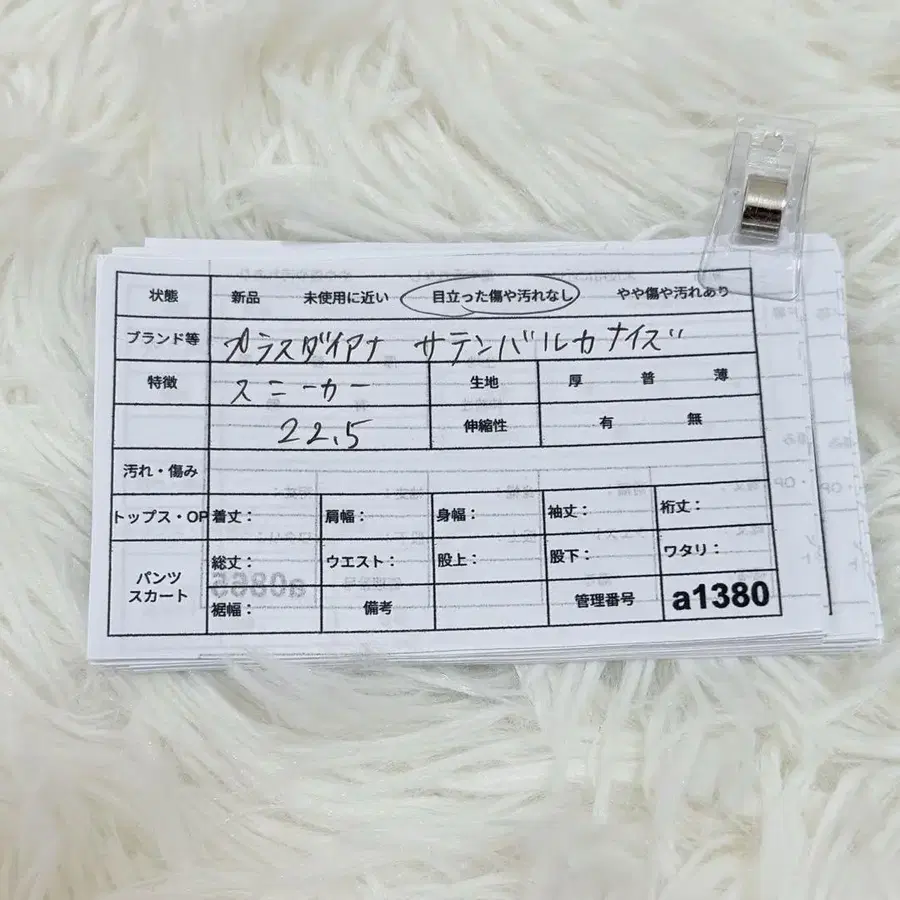 状態 新品 未使用に近い 目立った傷や汚れなし やや傷や汚れあり
ブランド等 プラスダイアナ サテンバルカナイズ
特徴 スニーカー 生地 厚 普 薄
22.5 伸縮性 有 無
汚れ・傷み
トップス・OP 着丈: 肩幅: 身幅: 袖丈: 裄丈:
パンツ スカート 総丈: ウエスト: 股上: 股下: ワタリ:
裾幅: 備考 管理番号 a1380